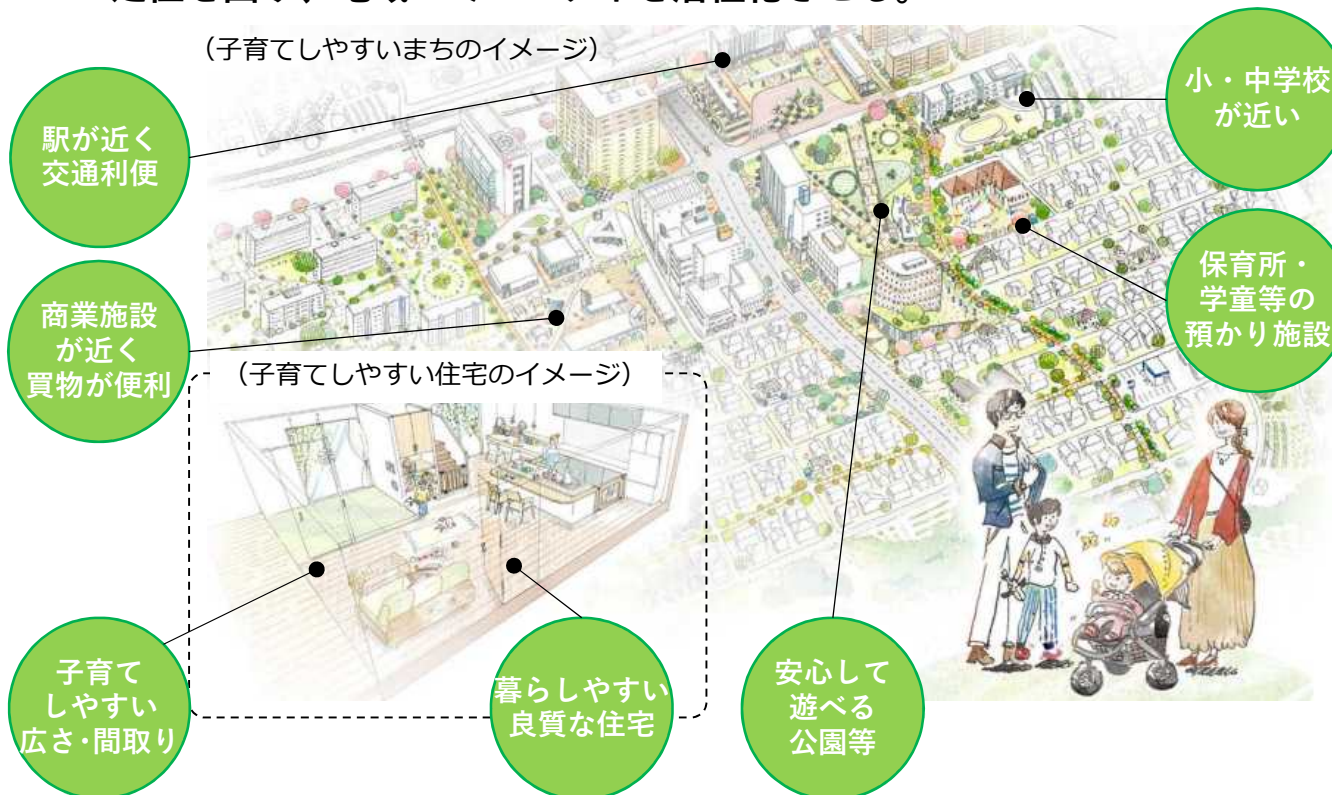 （子育てしやすいまちのイメージ）
駅が近く
交通利便
小・中学校
が近い
商業施設
が近く
買物が便利
保育所・
学童等の
預かり施設
（子育てしやすい住宅のイメージ）
子育て
しやすい
広さ・間取り
暮らしやすい
良質な住宅
安心して
遊べる
公園等